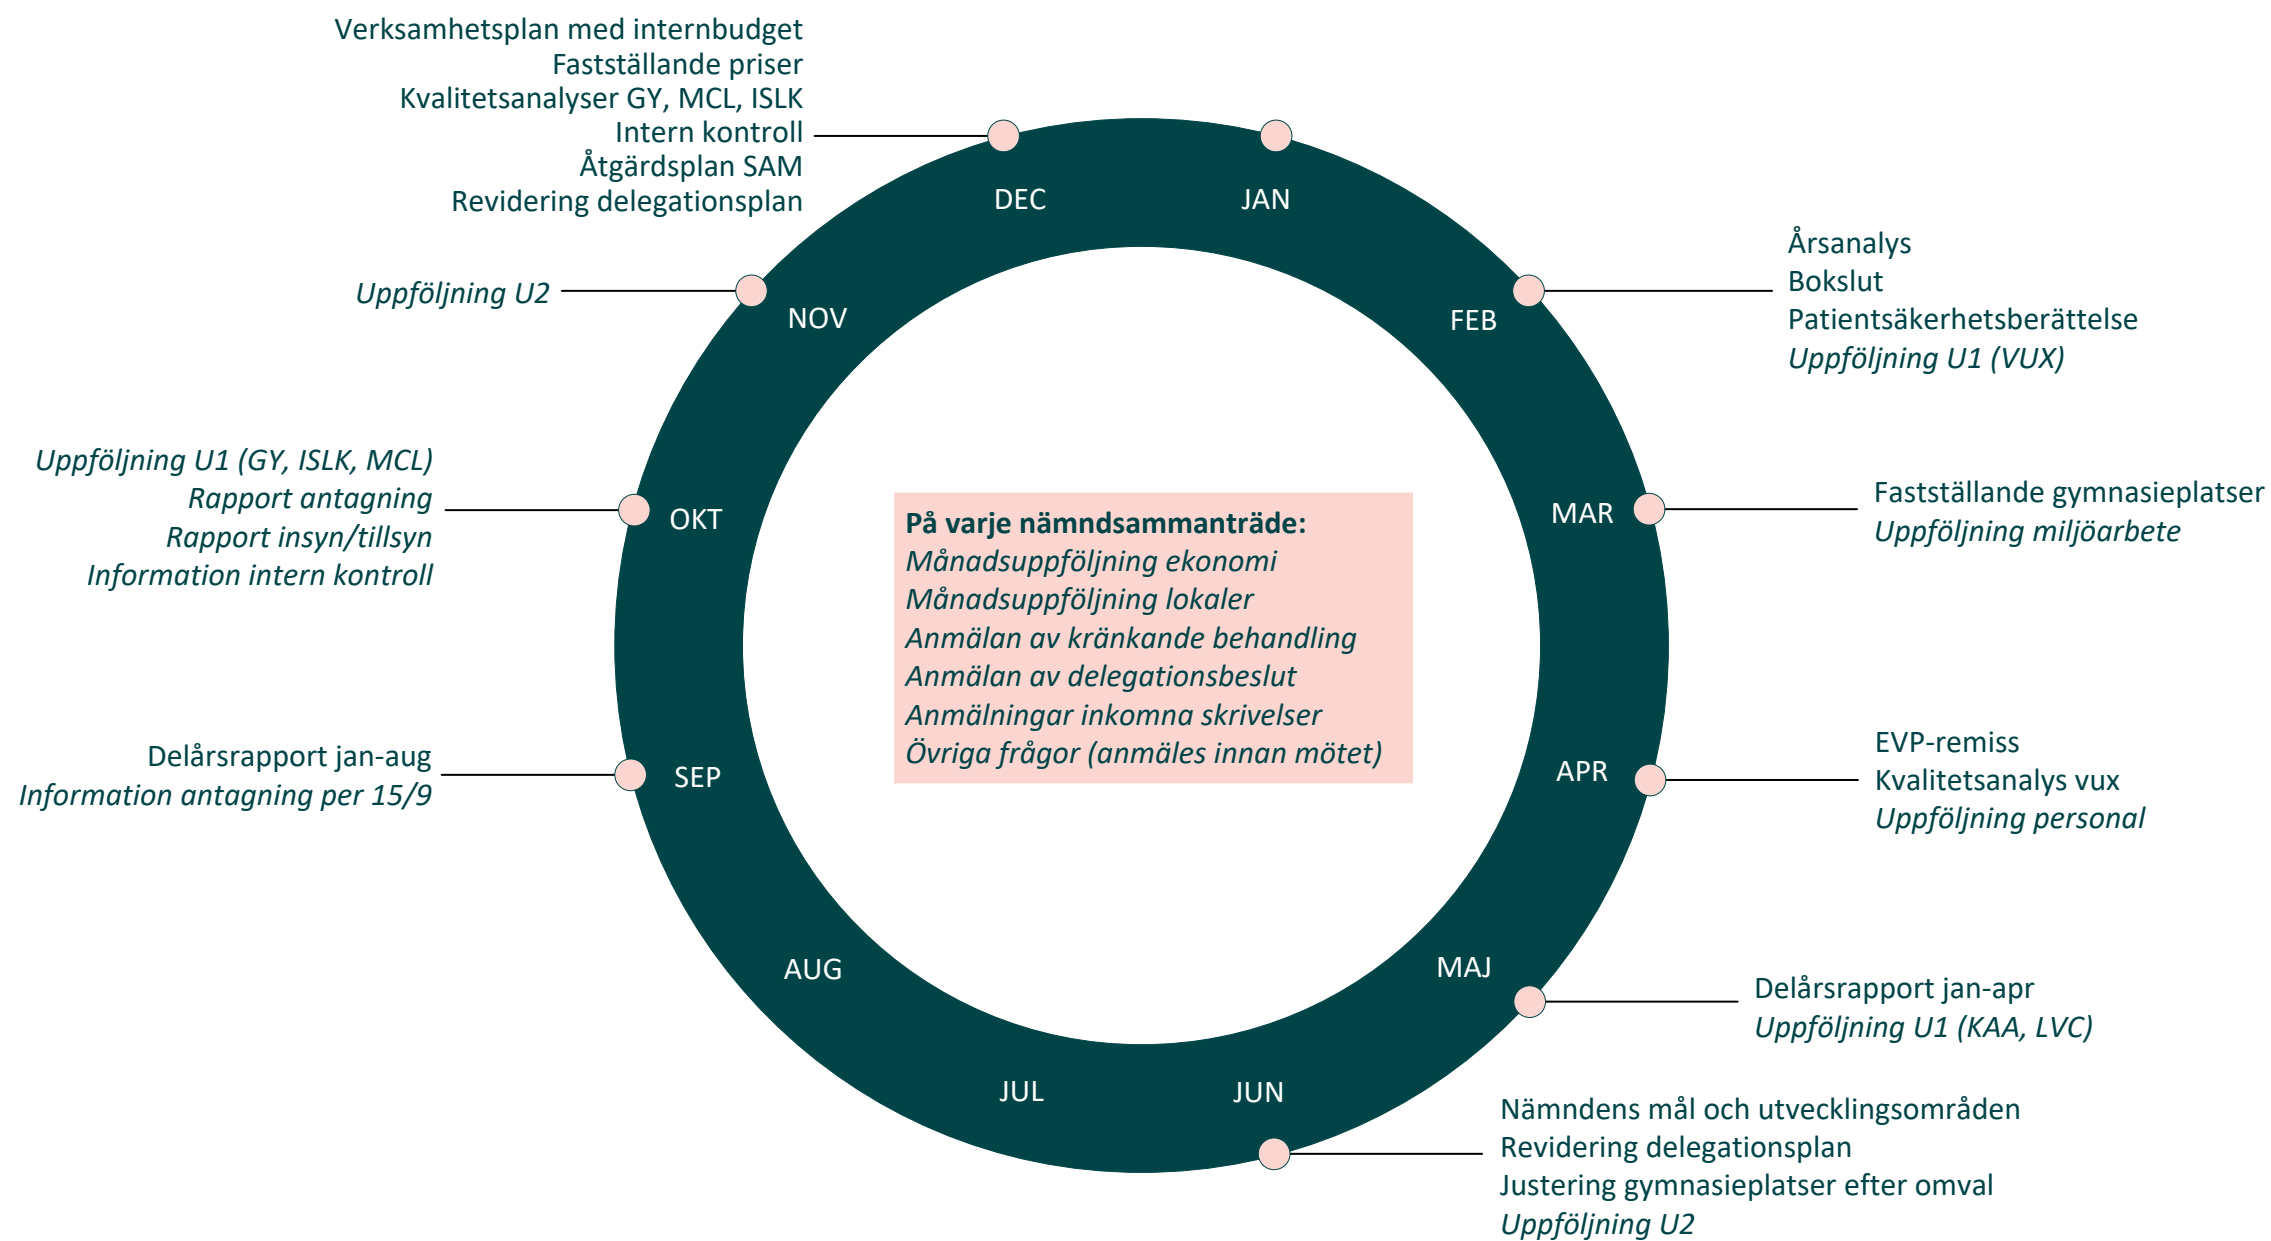 Verksamhetsplan med internbudget
Fastställande priser
Kvalitetsanalyser GY, MCL, ISLK
Intern kontroll
Åtgärdsplan SAM
Revidering delegationsplan
DEC
JAN
Årsanalys
Bokslut
Patientsäkerhetsberättelse
Uppföljning U1 (VUX)
FEB
Fastställande gymnasieplatser
Uppföljning miljöarbete
MAR
EVP-remiss
Kvalitetsanalys vux
Uppföljning personal
APR
Delårsrapport jan-apr
Uppföljning U1 (KAA, LVC)
MAJ
Nämndens mål och utvecklingsområden
Revidering delegationsplan
Justering gymnasieplatser efter omval
Uppföljning U2
JUN
JUL
AUG
Delårsrapport jan-aug
Information antagning per 15/9
SEP
Uppföljning U1 (GY, ISLK, MCL)
Rapport antagning
Rapport insyn/tillsyn
Information intern kontroll
OKT
Uppföljning U2
NOV
På varje nämndsammanträde:
Månadsuppföljning ekonomi
Månadsuppföljning lokaler
Anmälan av kränkande behandling
Anmälan av delegationsbeslut
Anmälningar inkomna skrivelser
Övriga frågor (anmäles innan mötet)